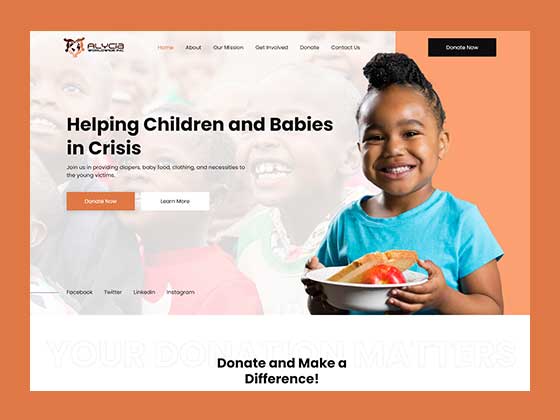 ALYCIA
WORLDWIDE INC.
Home About Our Mission Get Involved Donate Contact Us
Donate Now
Helping Children and Babies
in Crisis
Join us in providing diapers, baby food, clothing, and necessities to
the young victims.
Donate Now Learn More
Facebook Twitter Linkedin Instagram
YOUR DONATION MATTERS
Donate and Make a
Difference!